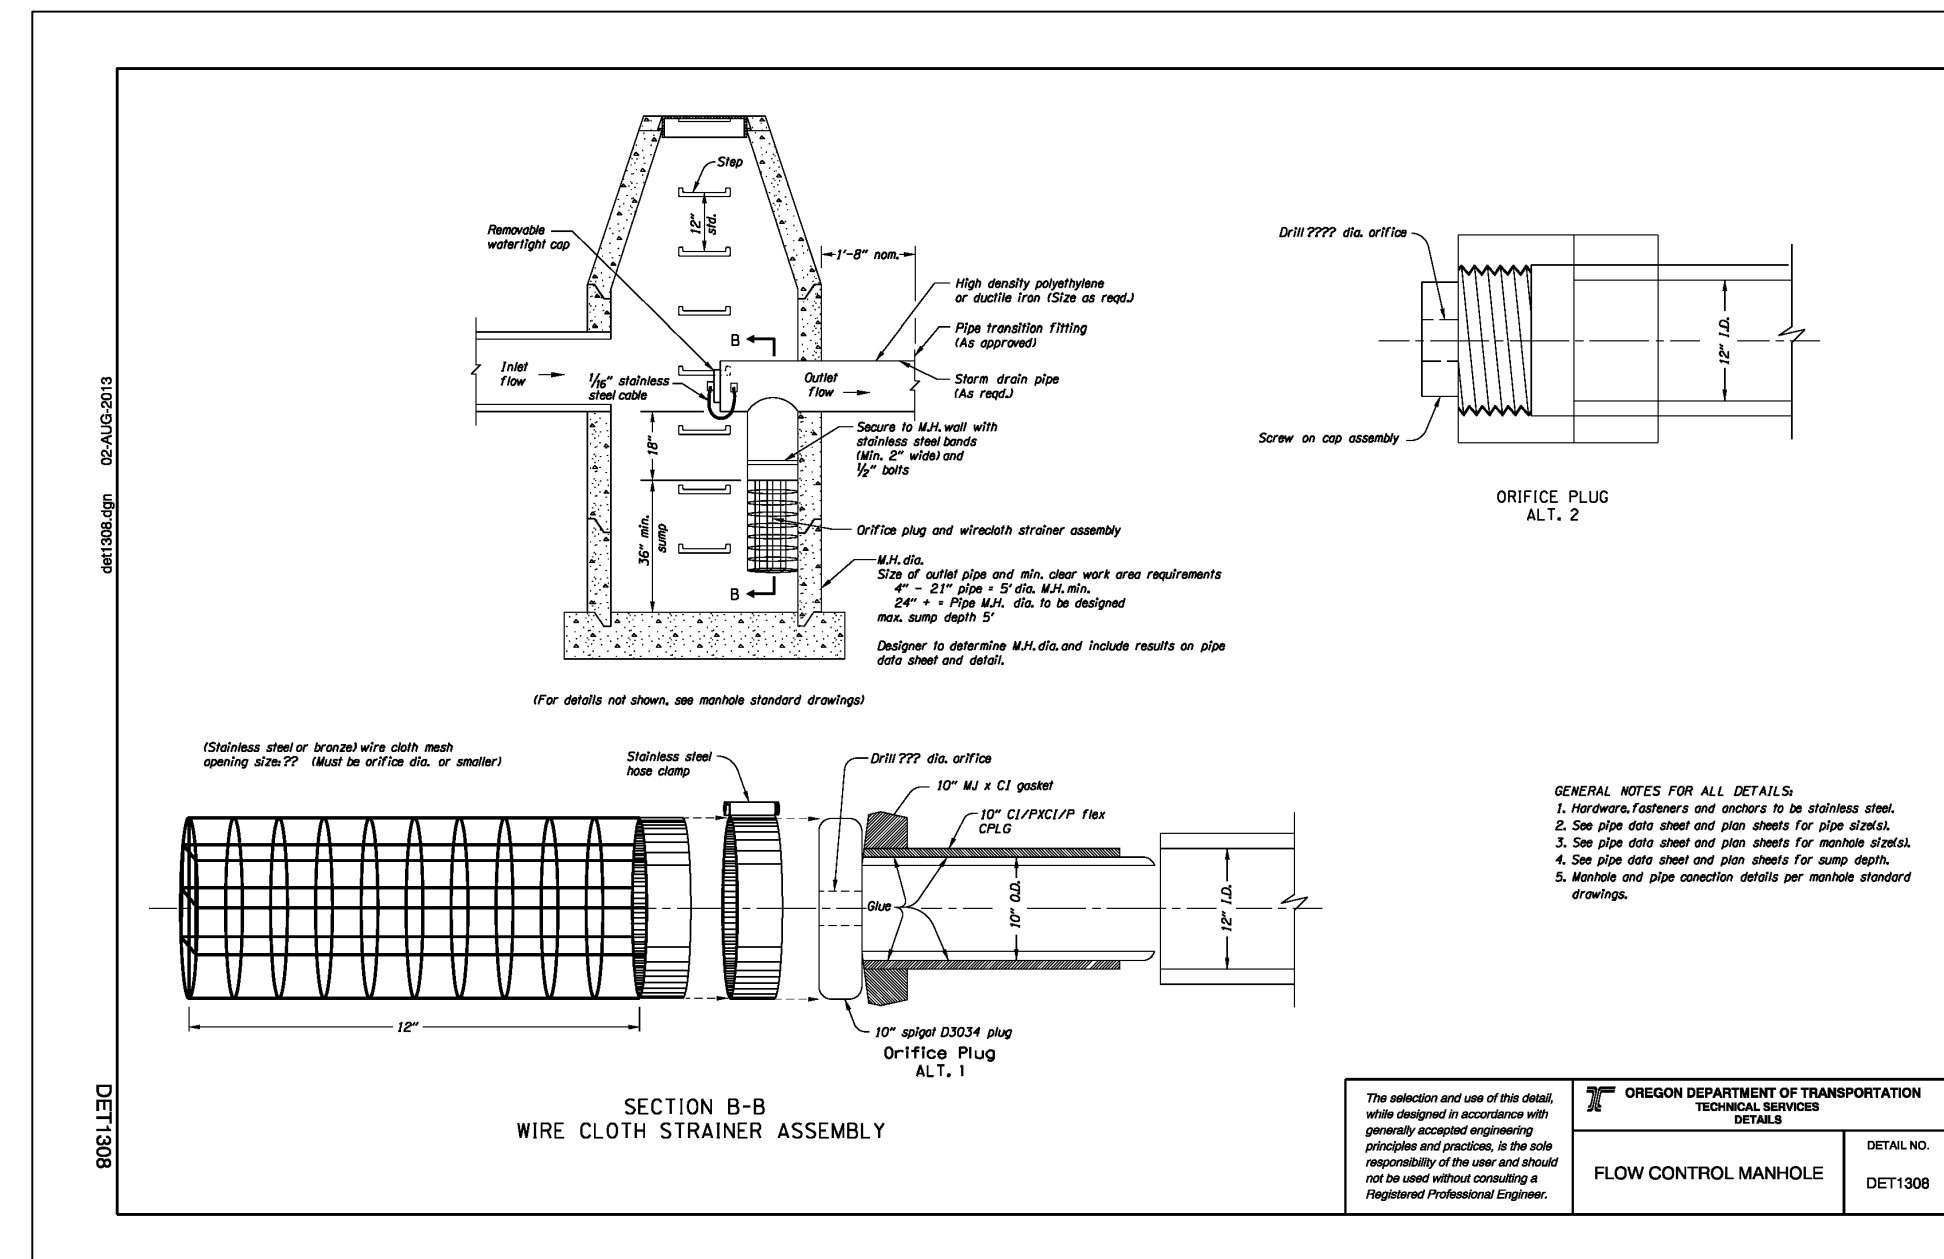 det1308.dgn 02-AUG-2013
DET1308
Step
12"
std.
Removable
watertight cap
1'-8" nom.
High density polyethylene
or ductile iron (Size as reqd.)
Pipe transition fitting
(As approved)
Storm drain pipe
(As reqd.)
B
Inlet
flow
1/16" stainless
steel cable
Outlet
flow
18"
Secure to M.H. wall with
stainless steel bands
(Min. 2" wide) and
1/2" bolts
36" min.
sump
Orifice plug and wirecloth strainer assembly
B
M.H. dia.
Size of outlet pipe and min. clear work area requirements
4" - 21" pipe = 5' dia. M.H. min.
24" + = Pipe M.H. dia. to be designed
max. sump depth 5'
Designer to determine M.H. dia. and include results on pipe
data sheet and detail.
(For details not shown, see manhole standard drawings)
Drill ???? dia. orifice
12" I.D.
Screw on cap assembly
ORIFICE PLUG
ALT. 2
(Stainless steel or bronze) wire cloth mesh
opening size: ?? (Must be orifice dia. or smaller)
Stainless steel
hose clamp
Drill ??? dia. orifice
10" MJ x CI gasket
10" CI/PXCI/P flex
CPLG
Glue
10" O.D.
12" I.D.
12"
10" spigot D3034 plug
Orifice Plug
ALT. 1
SECTION B-B
WIRE CLOTH STRAINER ASSEMBLY
GENERAL NOTES FOR ALL DETAILS:
1. Hardware, fasteners and anchors to be stainless steel.
2. See pipe data sheet and plan sheets for pipe size(s).
3. See pipe data sheet and plan sheets for manhole size(s).
4. See pipe data sheet and plan sheets for sump depth.
5. Manhole and pipe conection details per manhole standard
drawings.
The selection and use of this detail,
while designed in accordance with
generally accepted engineering
principles and practices, is the sole
responsibility of the user and should
not be used without consulting a
Registered Professional Engineer.
OREGON DEPARTMENT OF TRANSPORTATION
TECHNICAL SERVICES
DETAILS
FLOW CONTROL MANHOLE
DETAIL NO.
DET1308